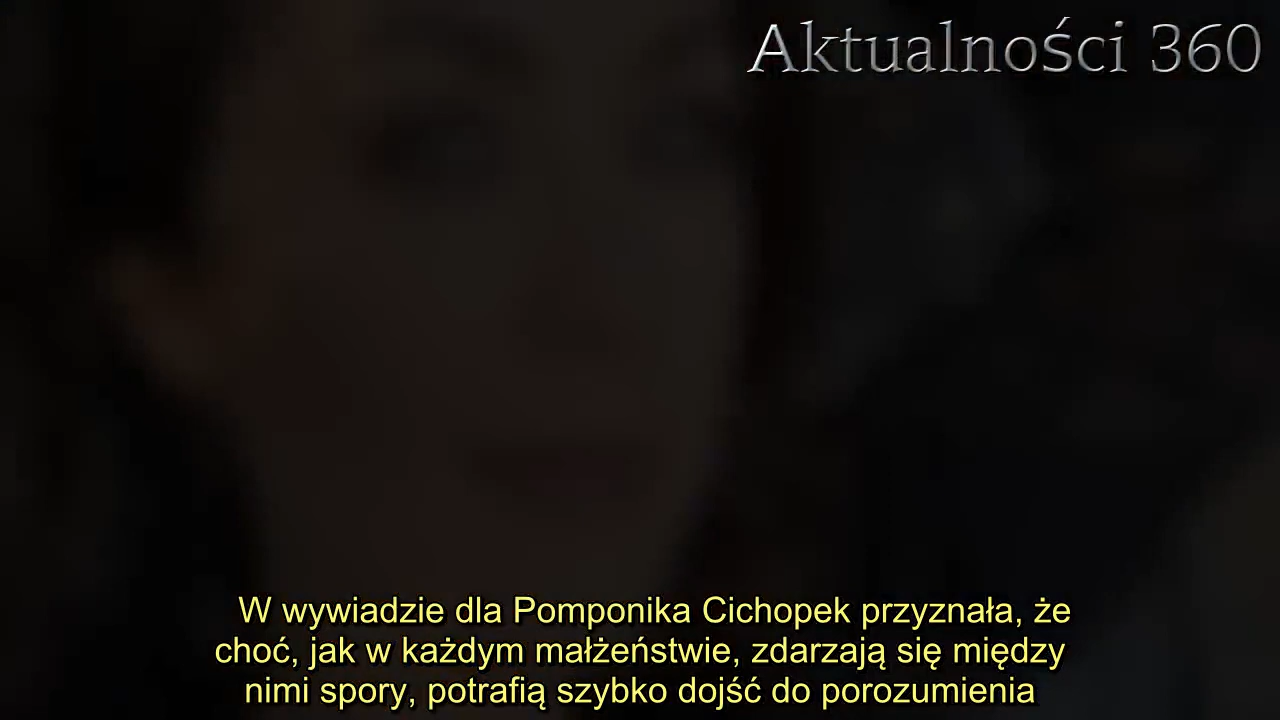 Aktualności 360
W wywiadzie dla Pomponika Cichopek przyznała, że
choć, jak w każdym małżeństwie, zdarzają się między
nimi spory, potrafią szybko dojść do porozumienia